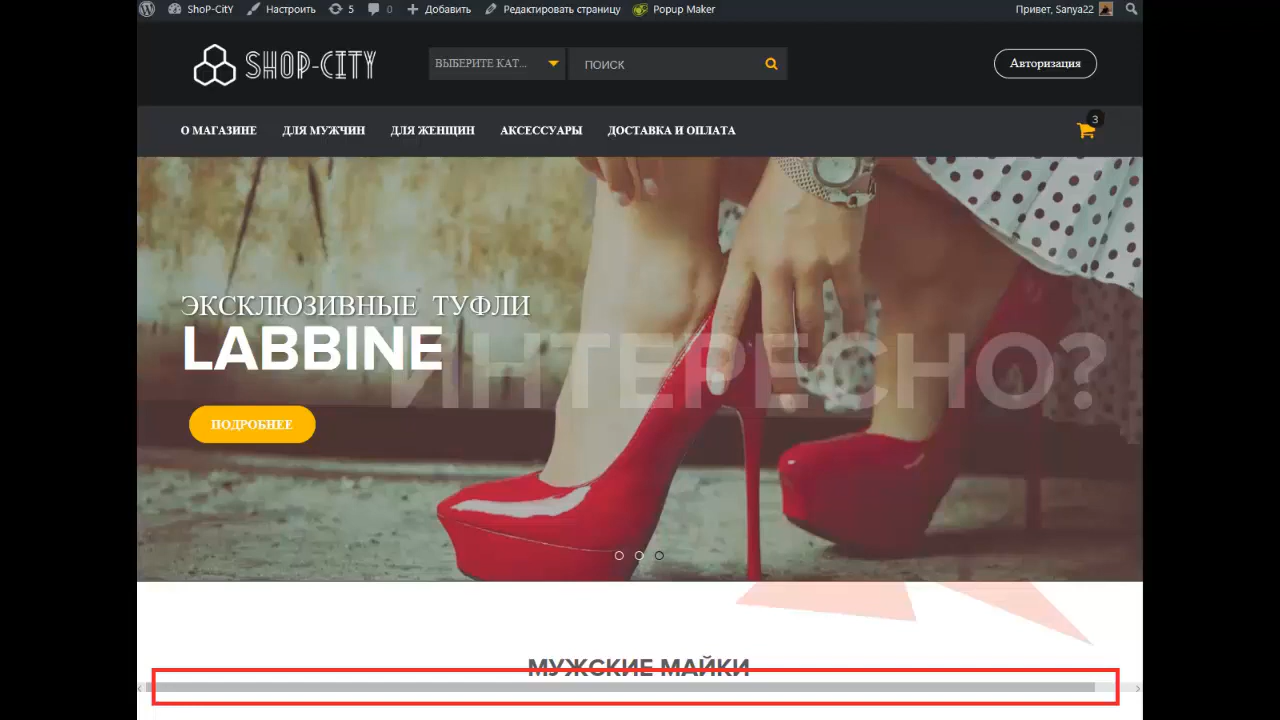 ShoP-CitY Настроить 5 0 Добавить Редактировать страницу Popup Maker Привет, Sanya22
SHOP-CITY ВЫБЕРИТЕ КАТ... ПОИСК Авторизация
О МАГАЗИНЕ ДЛЯ МУЖЧИН ДЛЯ ЖЕНЩИН АКСЕССУАРЫ ДОСТАВКА И ОПЛАТА 3
ЭКСКЛЮЗИВНЫЕ ТУФЛИ
LABBINE
ИНТЕРЕСНО?
ПОДРОБНЕЕ
МУЖСКИЕ МАЙКИ